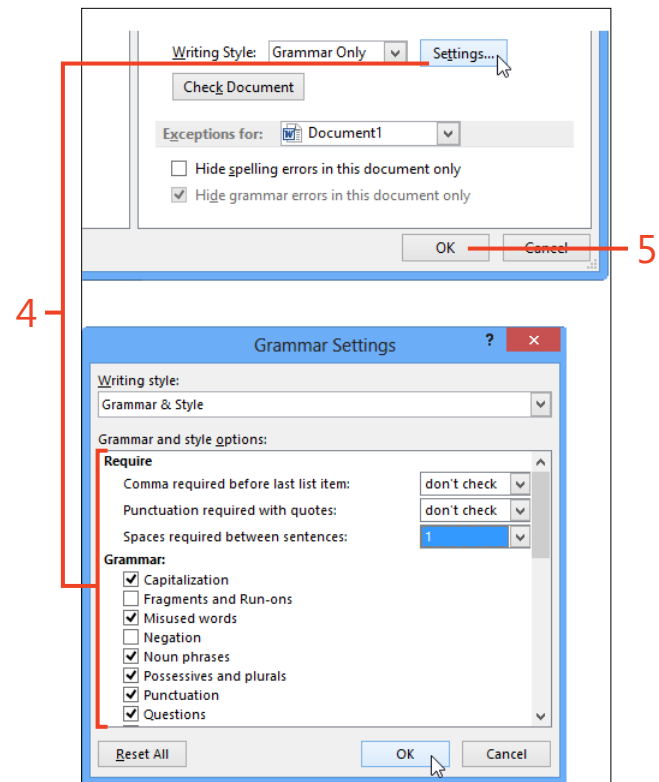 Writing Style: Grammar Only Settings...
Check Document
Exceptions for: Document1
Hide spelling errors in this document only
Hide grammar errors in this document only
OK Cancel
5
4
Grammar Settings ? ×
Writing style:
Grammar & Style
Grammar and style options:
Require
Comma required before last list item: don't check
Punctuation required with quotes: don't check
Spaces required between sentences: 1
Grammar:
Capitalization
Fragments and Run-ons
Misused words
Negation
Noun phrases
Possessives and plurals
Punctuation
Questions
Reset All OK Cancel